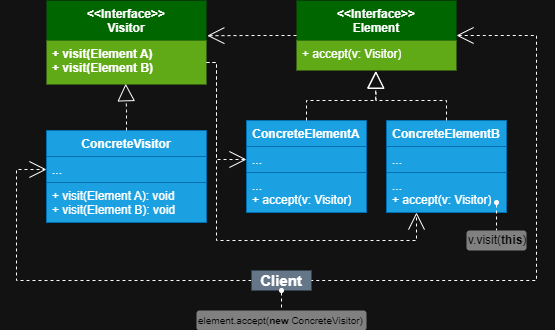 <<Interface>>
Visitor
+ visit(Element A)
+ visit(Element B)
<<Interface>>
Element
+ accept(v: Visitor)
ConcreteVisitor
...
+ visit(Element A): void
+ visit(Element B): void
ConcreteElementA
...
...
+ accept(v: Visitor)
ConcreteElementB
...
...
+ accept(v: Visitor)
v.visit(this)
Client
element.accept(new ConcreteVisitor)